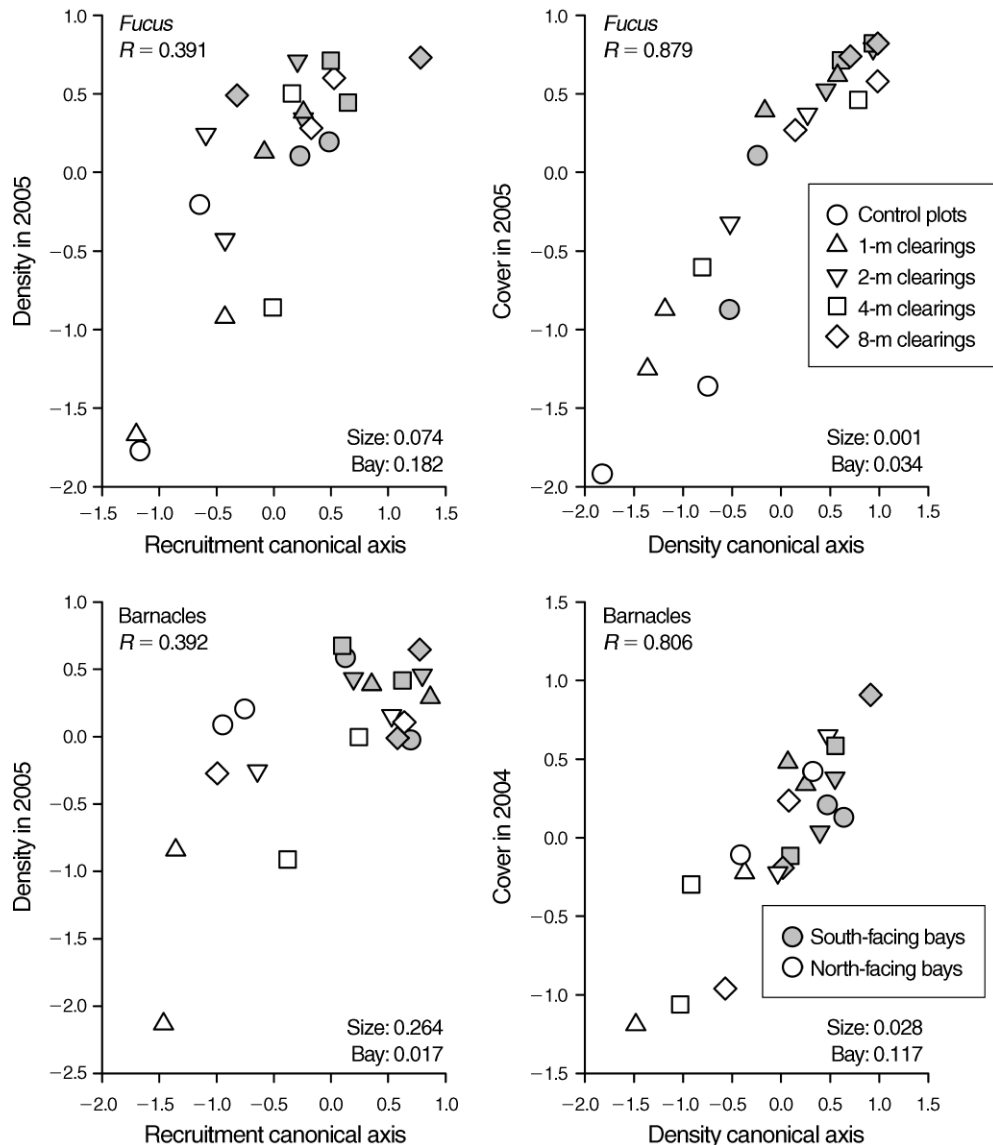 Fucus
R = 0.391
1.0
0.5
0.0
−0.5
−1.0
−1.5
−2.0
Density in 2005
Size: 0.074
Bay: 0.182
−1.5 −1.0 −0.5 0.0 0.5 1.0 1.5
Recruitment canonical axis
Fucus
R = 0.879
1.0
0.5
0.0
−0.5
−1.0
−1.5
−2.0
Cover in 2005
Control plots
1-m clearings
2-m clearings
4-m clearings
8-m clearings
Size: 0.001
Bay: 0.034
−2.0 −1.5 −1.0 −0.5 0.0 0.5 1.0 1.5
Density canonical axis
Barnacles
R = 0.392
1.0
0.5
0.0
−0.5
−1.0
−1.5
−2.0
−2.5
Density in 2005
Size: 0.264
Bay: 0.017
−2.0 −1.5 −1.0 −0.5 0.0 0.5 1.0
Recruitment canonical axis
Barnacles
R = 0.806
1.5
1.0
0.5
0.0
−0.5
−1.0
−1.5
Cover in 2004
South-facing bays
North-facing bays
Size: 0.028
Bay: 0.117
−2.0 −1.5 −1.0 −0.5 0.0 0.5 1.0 1.5
Density canonical axis